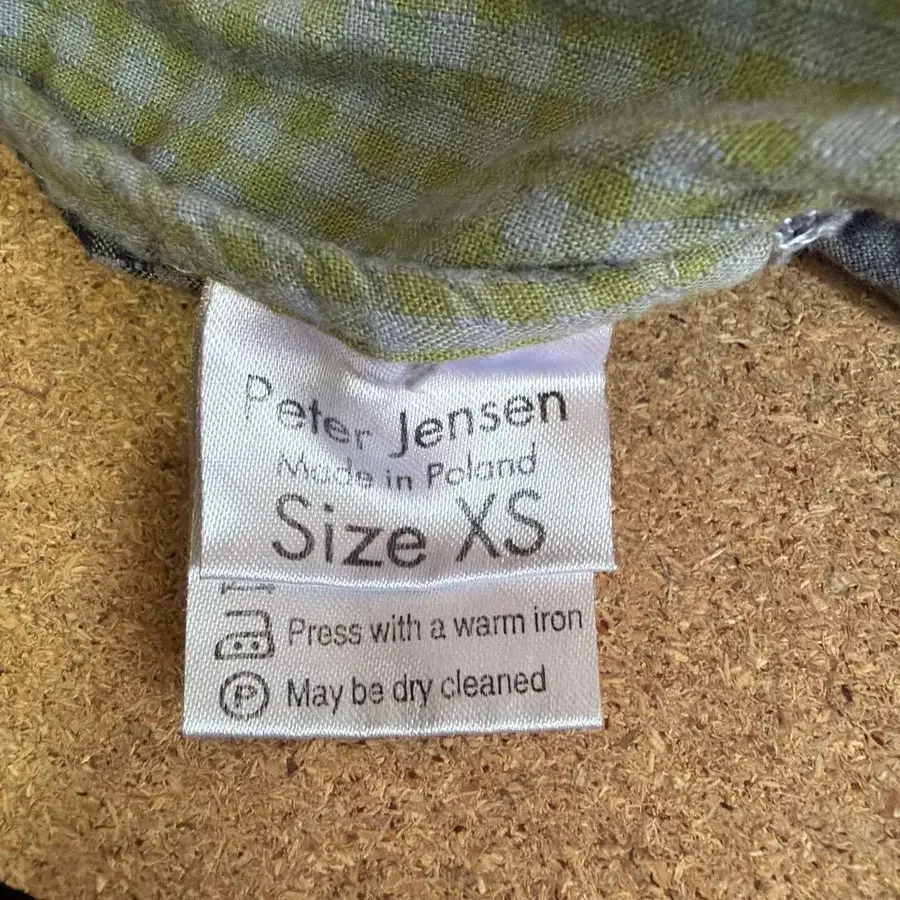 Peter Jensen
Made in Poland
Size XS
Press with a warm iron
P May be dry cleaned